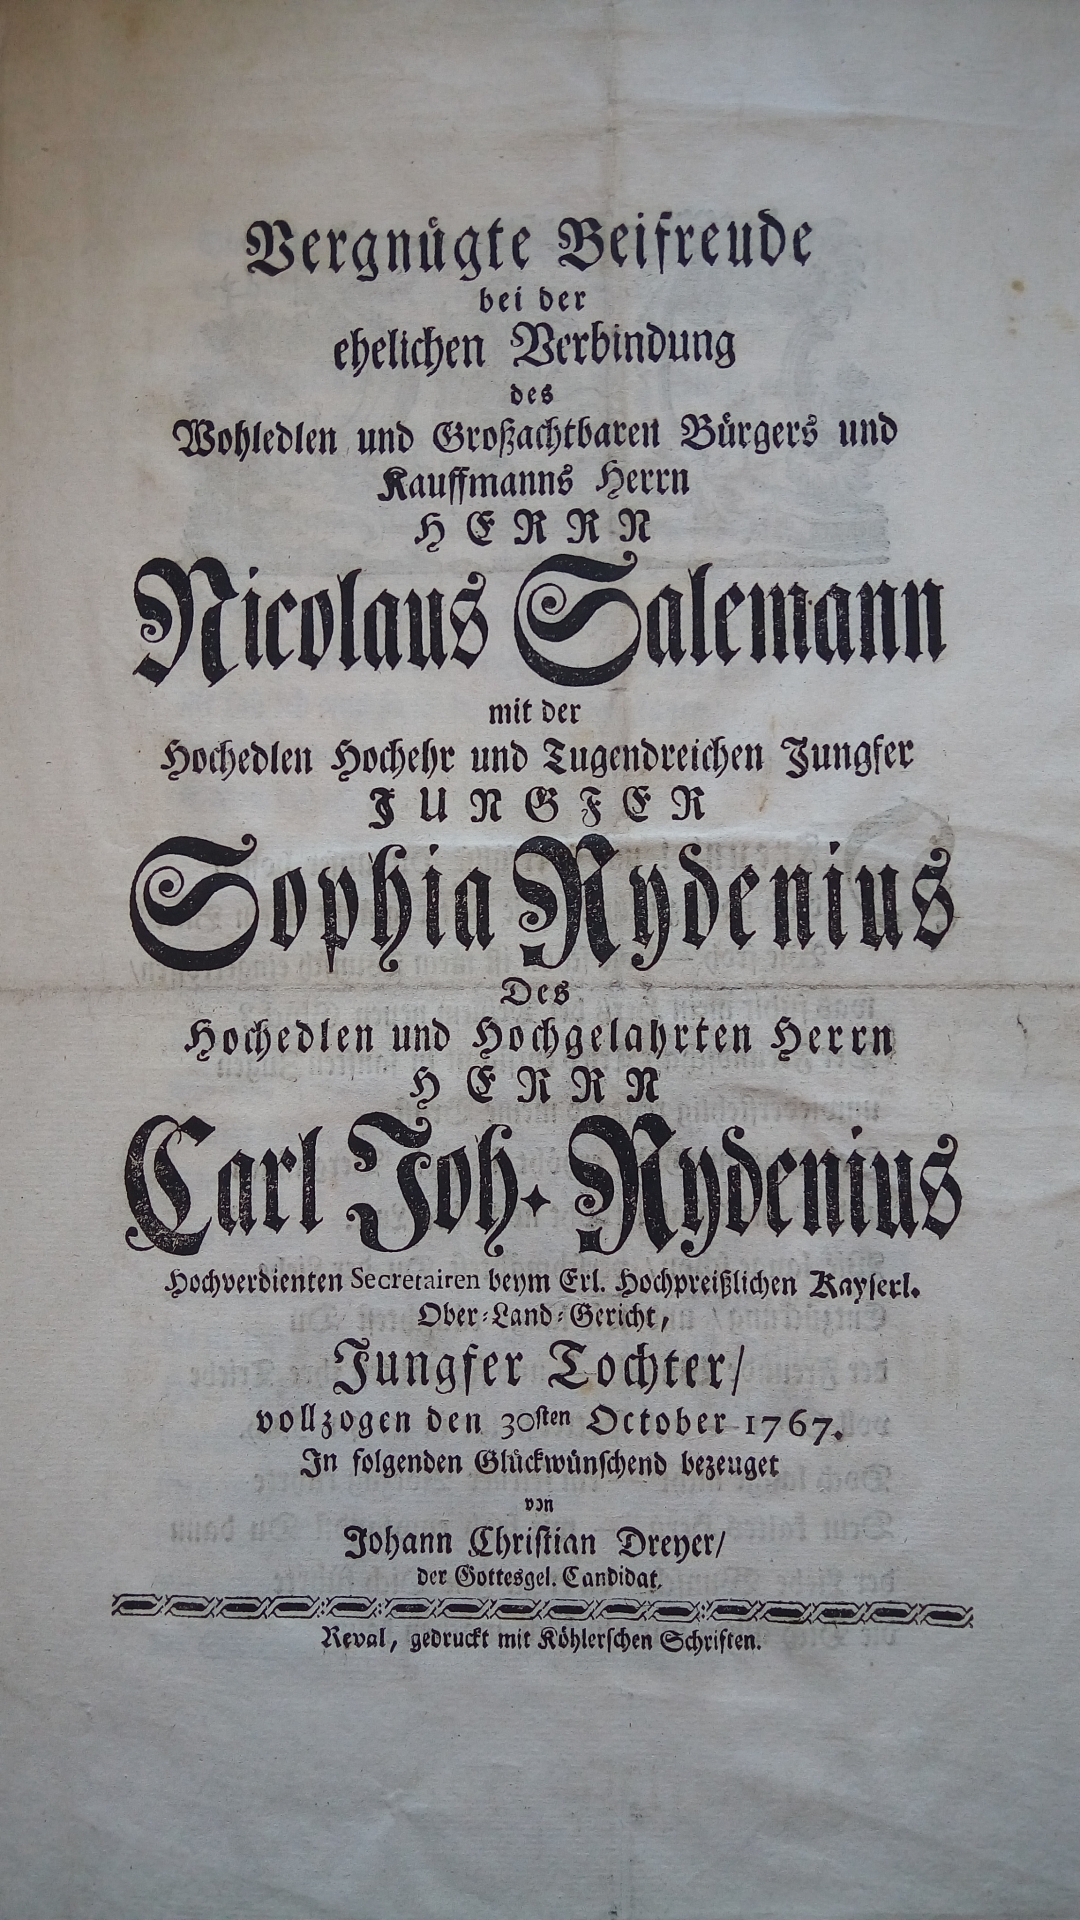 Vergnügte Beifreude
bei der
ehelichen Verbindung
des
Wohledlen und Großachtbaren Bürgers und
Kauffmanns Herrn
HERRN
Nicolaus Salemann
mit der
Hochedlen Hochehr und Tugendreichen Jungfer
JUNGFER
Sophia Rydenius
Des
Hochedlen und Hochgelahrten Herrn
HERRN
Carl Joh. Rydenius
Hochverdienten Secretairen beym Erl. Hochpreißlichen Kayserl.
Ober-Land-Gericht,
Jungfer Tochter/
vollzogen den 30sten October 1767.
In folgenden Glückwünschend bezeuget
von
Johann Christian Dreyer/
der Gottesgel. Candidat.
Reval, gedruckt mit Köhlerschen Schriften.